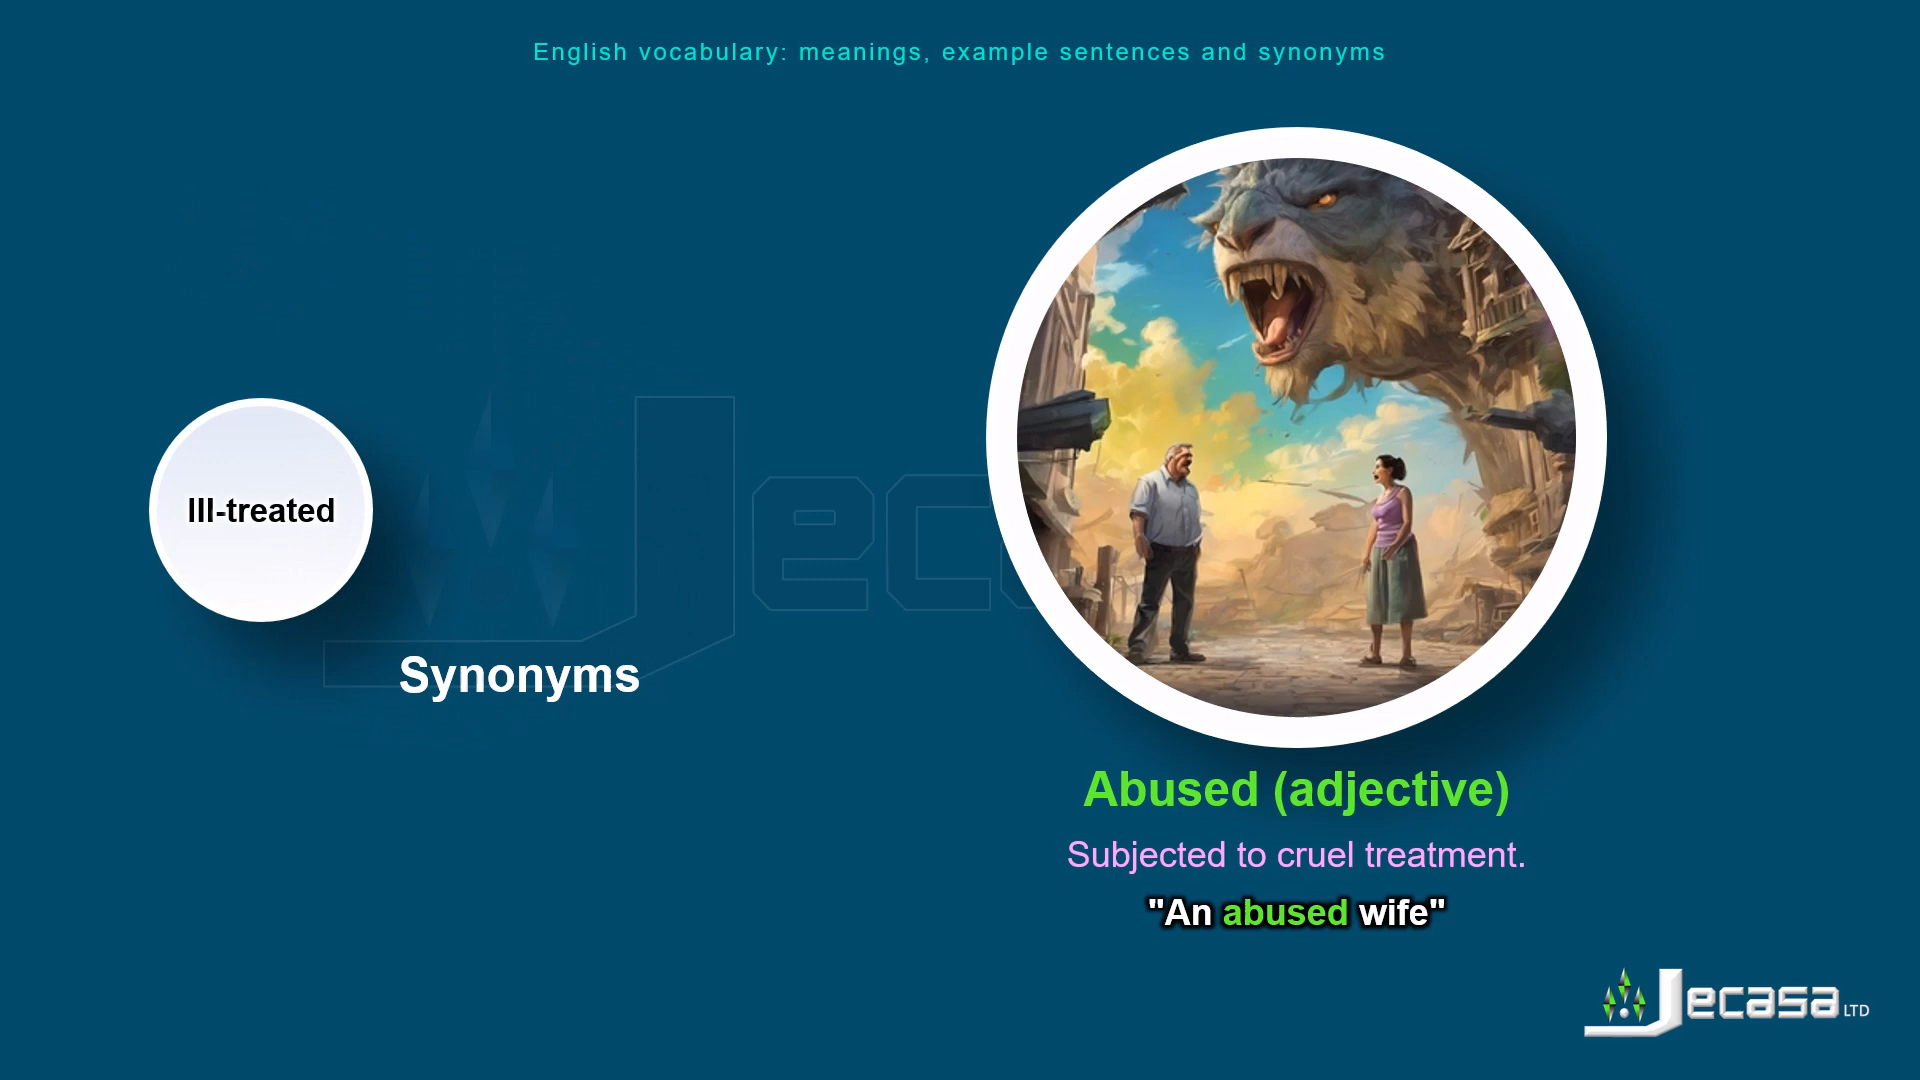 English vocabulary: meanings, example sentences and synonyms
Ill-treated
Synonyms
Abused (adjective)
Subjected to cruel treatment.
"An abused wife"
Jecasa LTD
Jeca